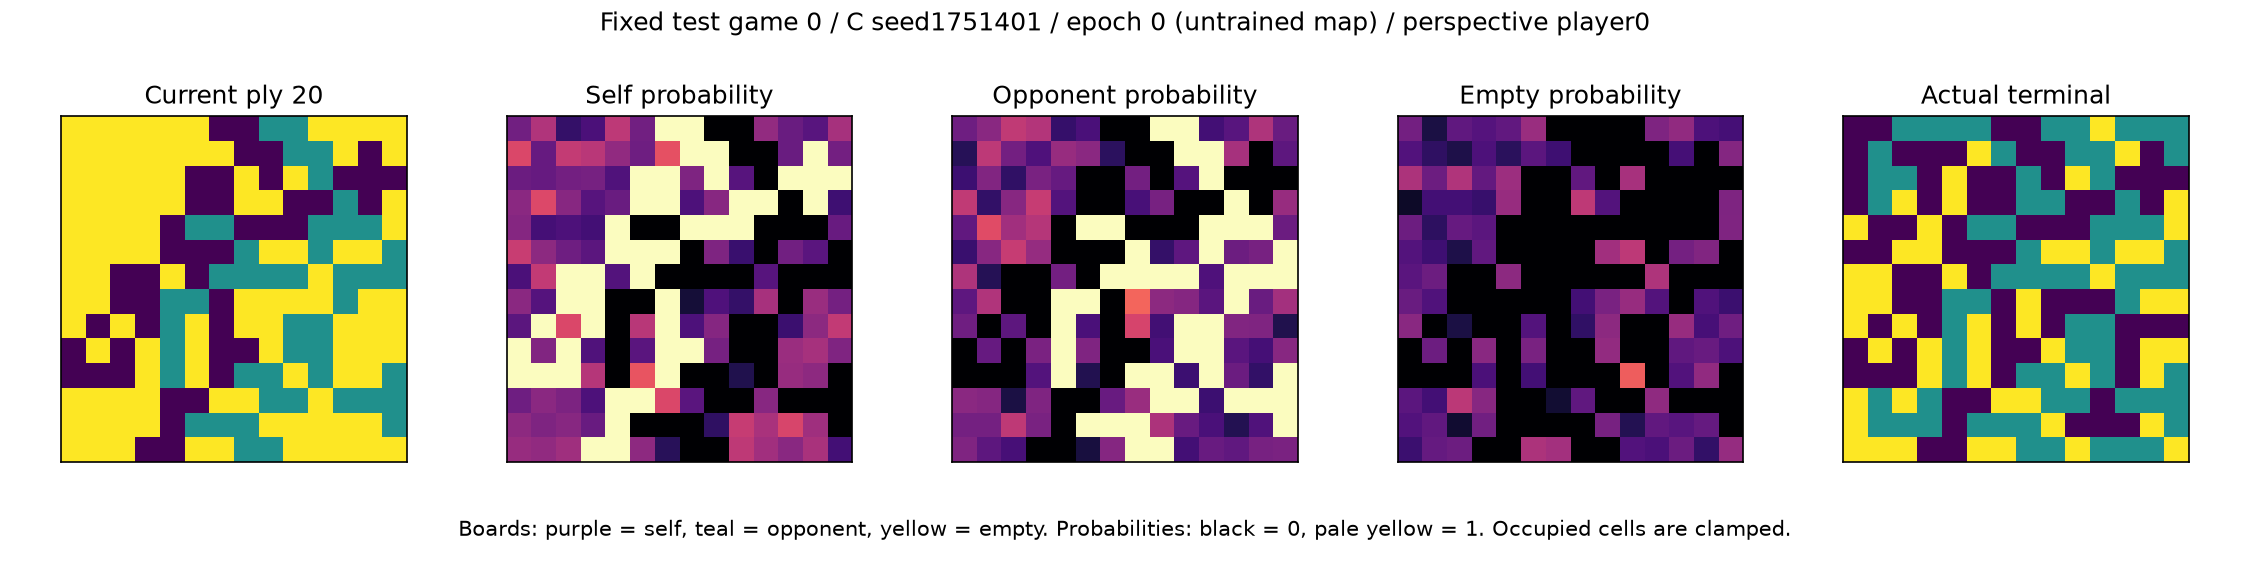 Fixed test game 0 / C seed1751401 / epoch 0 (untrained map) / perspective player0
Current ply 20
Self probability
Opponent probability
Empty probability
Actual terminal
Boards: purple = self, teal = opponent, yellow = empty. Probabilities: black = 0, pale yellow = 1. Occupied cells are clamped.